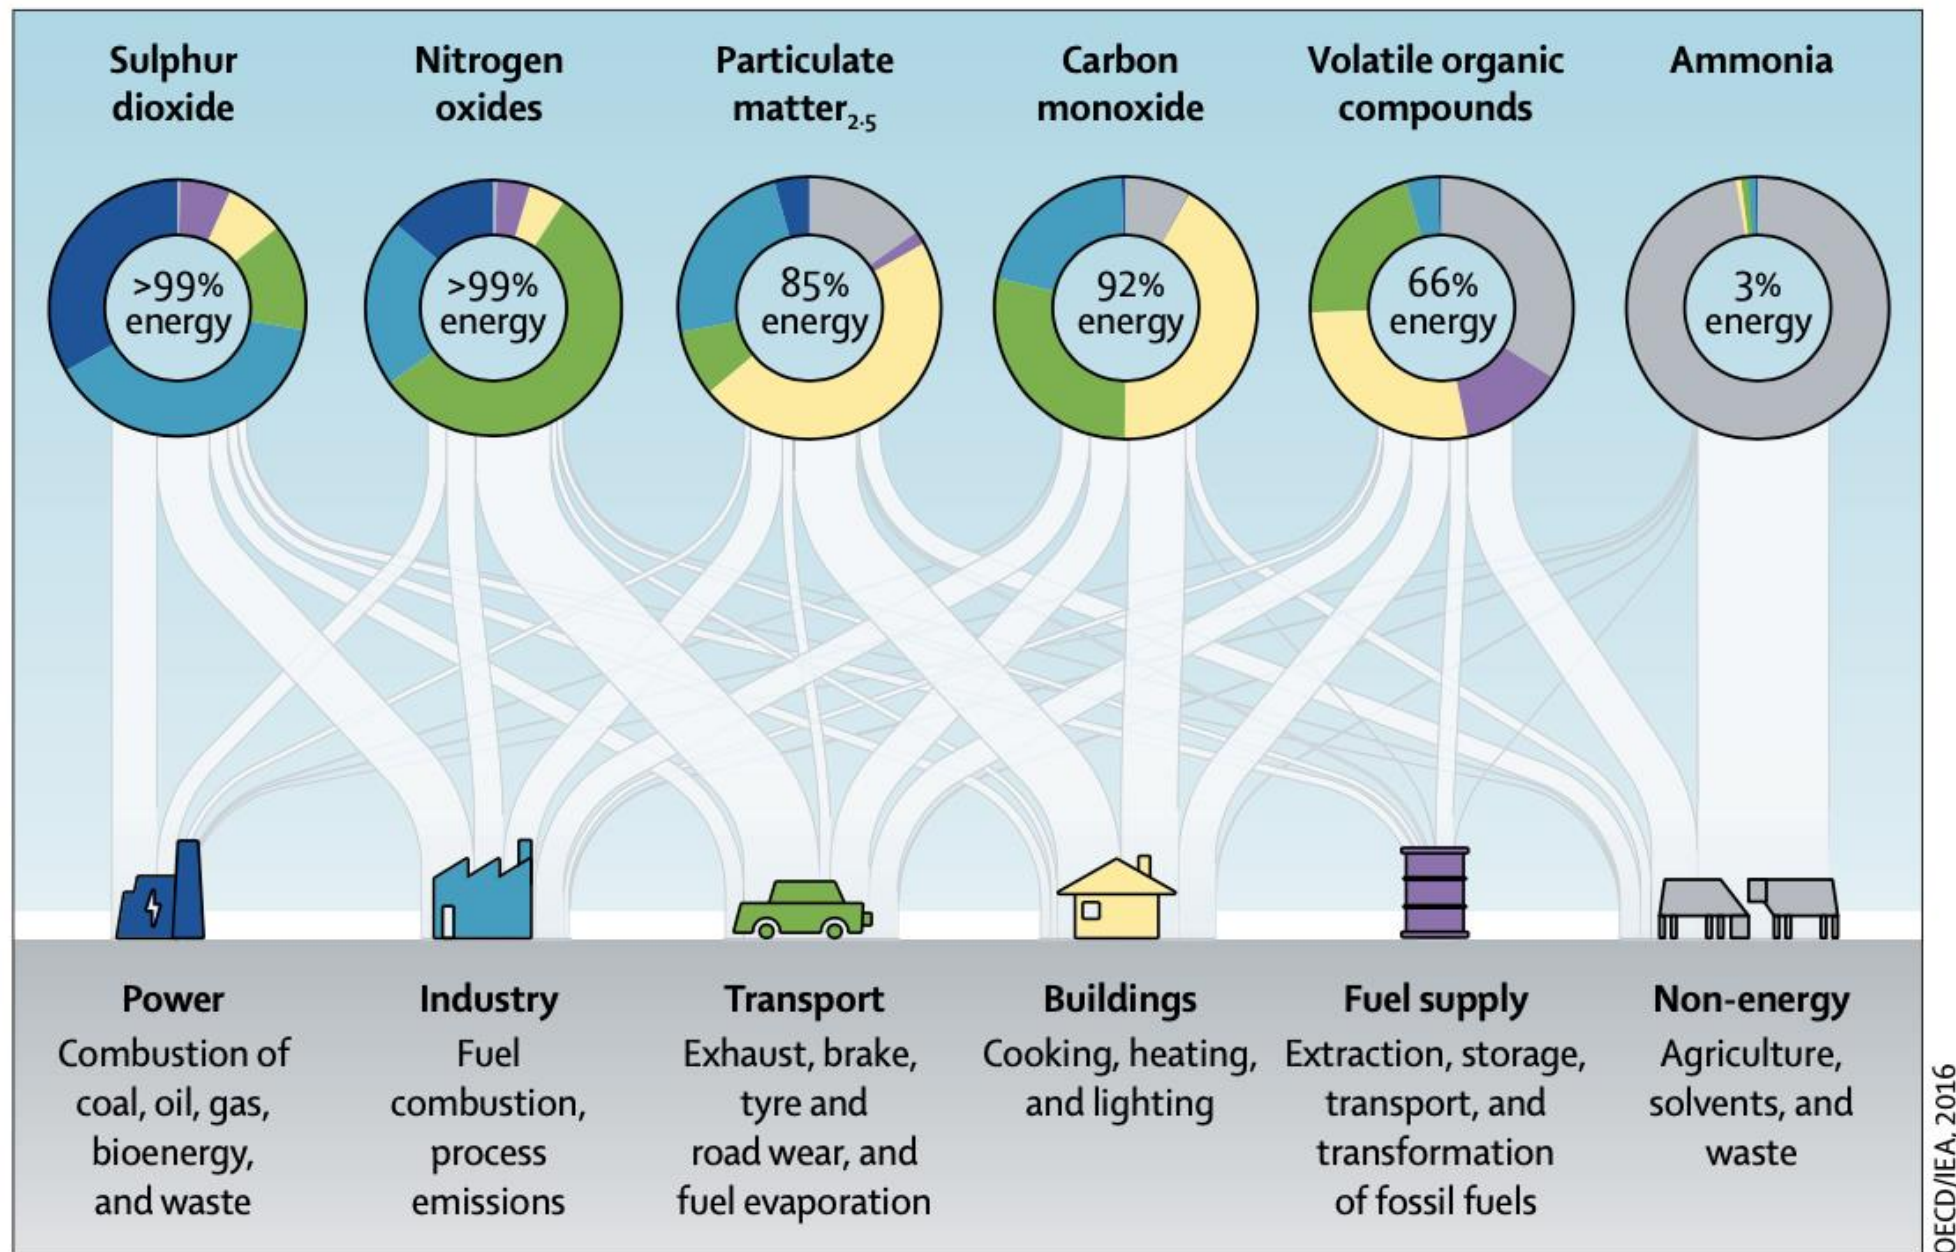 Sulphur
dioxide
Nitrogen
oxides
Particulate
matter2·5
Carbon
monoxide
Volatile organic
compounds
Ammonia
>99%
energy
>99%
energy
85%
energy
92%
energy
66%
energy
3%
energy
Power
Combustion of
coal, oil, gas,
bioenergy,
and waste
Industry
Fuel
combustion,
process
emissions
Transport
Exhaust, brake,
tyre and
road wear, and
fuel evaporation
Buildings
Cooking, heating,
and lighting
Fuel supply
Extraction, storage,
transport, and
transformation
of fossil fuels
Non-energy
Agriculture,
solvents, and
waste
OECD/IEA, 2016